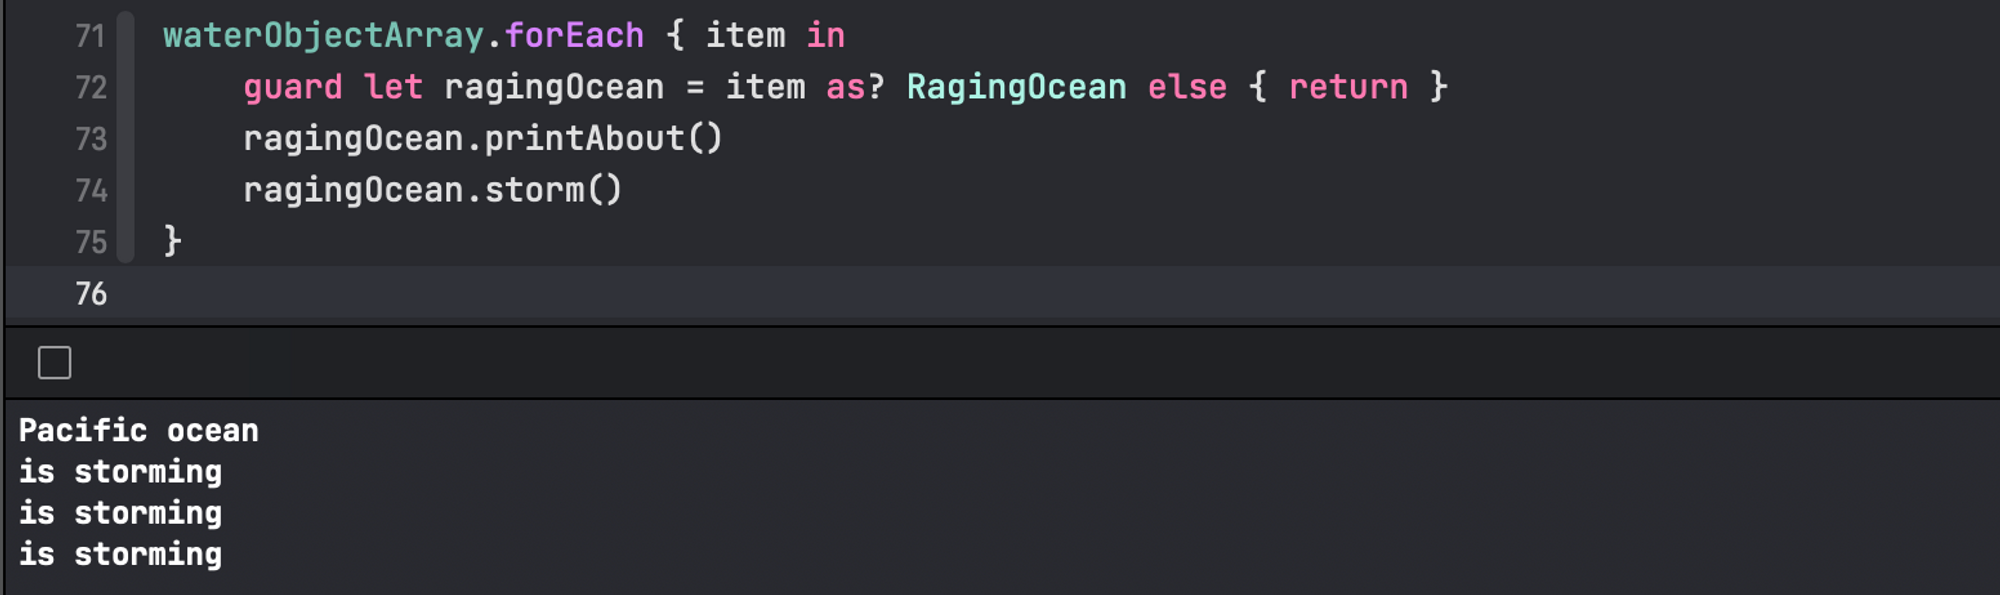 71 waterObjectArray.forEach { item in
72 guard let ragingOcean = item as? RagingOcean else { return }
73 ragingOcean.printAbout()
74 ragingOcean.storm()
75 }
76
Pacific ocean
is storming
is storming
is storming